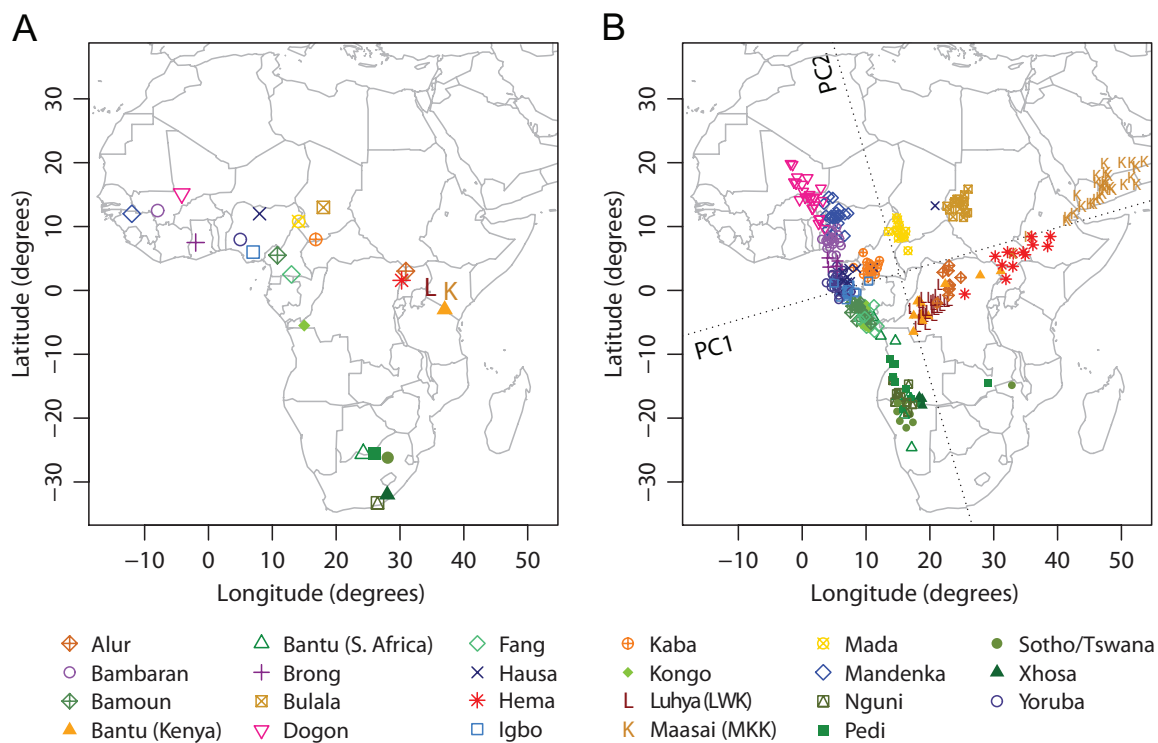 A
B
30
20
10
0
−10
−20
−30
Latitude (degrees)
L
K
−10 0 10 20 30 40 50
Longitude (degrees)
30
20
10
0
−10
−20
−30
Latitude (degrees)
PC2
PC1
−10 0 10 20 30 40 50
Longitude (degrees)
Alur Bantu (S. Africa) Fang Kaba Mada Sotho/Tswana
Bambaran Brong Hausa Kongo Mandenka Xhosa
Bamoun Bulala Hema L Luhya (LWK) Nguni Yoruba
Bantu (Kenya) Dogon Igbo K Maasai (MKK) Pedi